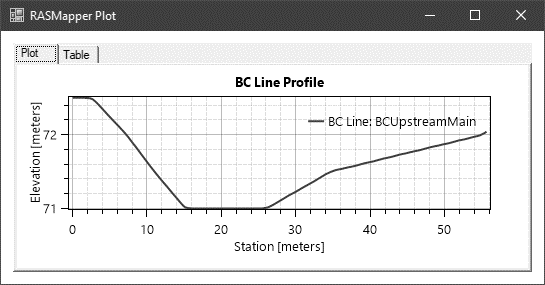 RASMapper Plot
Plot
Table
BC Line Profile
BC Line: BCUpstreamMain
Elevation [meters]
72
71
0 10 20 30 40 50
Station [meters]